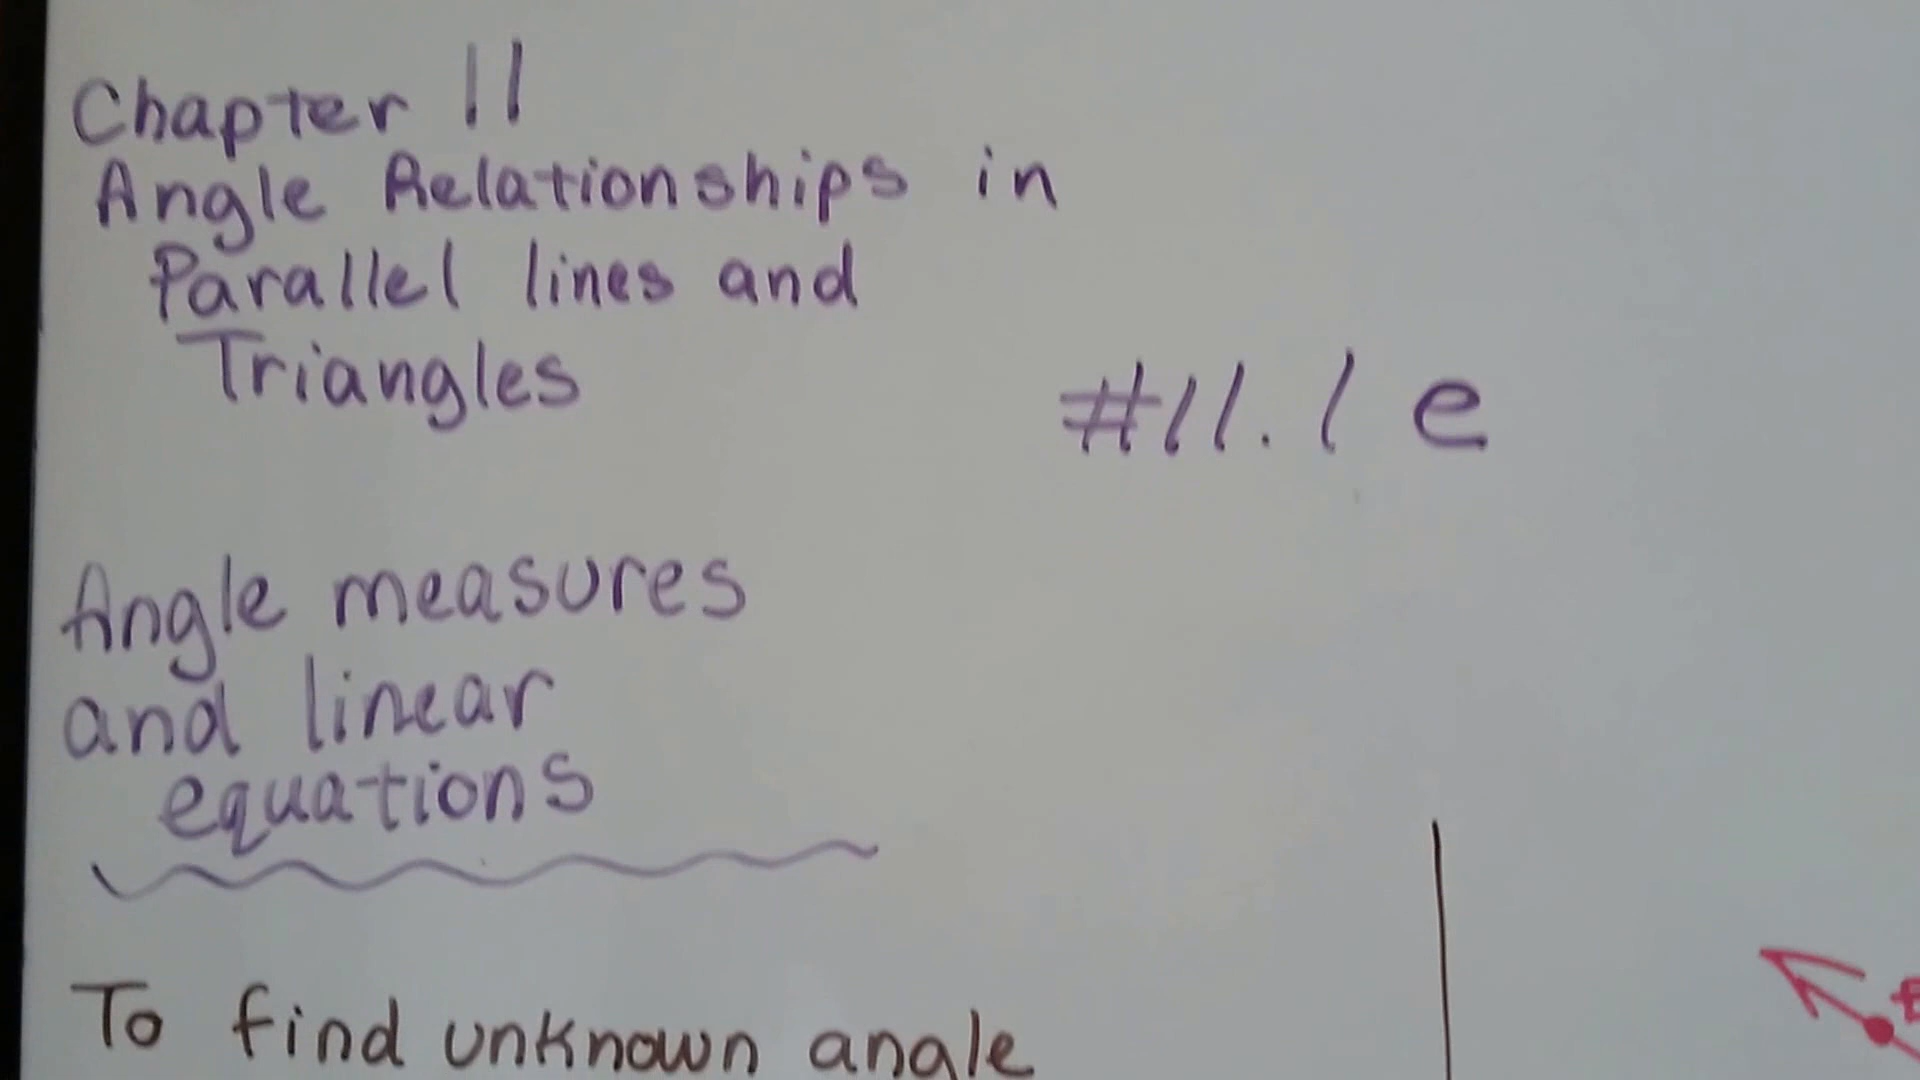 Chapter 11
Angle Relationships in
Parallel lines and
Triangles
#11.1 e
Angle measures
and linear
equations
To find unknown angle